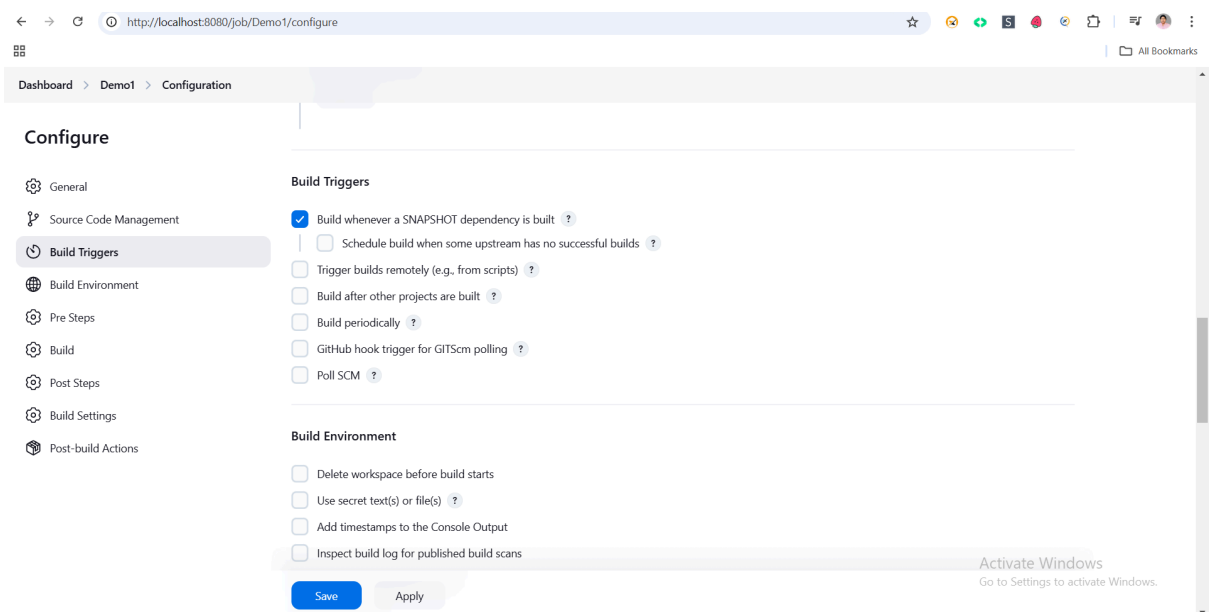 http://localhost:8080/job/Demo1/configure
S
All Bookmarks
Dashboard > Demo1 > Configuration
Configure
General
Source Code Management
Build Triggers
Build Environment
Pre Steps
Build
Post Steps
Build Settings
Post-build Actions
Build Triggers
Build whenever a SNAPSHOT dependency is built ?
Schedule build when some upstream has no successful builds ?
Trigger builds remotely (e.g., from scripts) ?
Build after other projects are built ?
Build periodically ?
GitHub hook trigger for GITScm polling ?
Poll SCM ?
Build Environment
Delete workspace before build starts
Use secret text(s) or file(s) ?
Add timestamps to the Console Output
Inspect build log for published build scans
Save Apply
Activate Windows
Go to Settings to activate Windows.